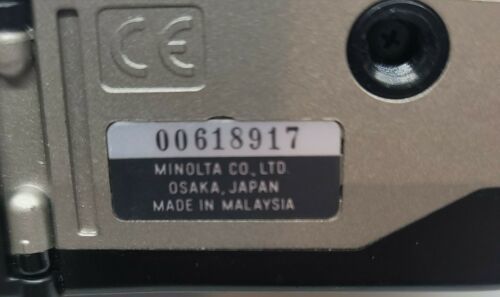 CE
00618917
MINOLTA CO., LTD.
OSAKA, JAPAN
MADE IN MALAYSIA